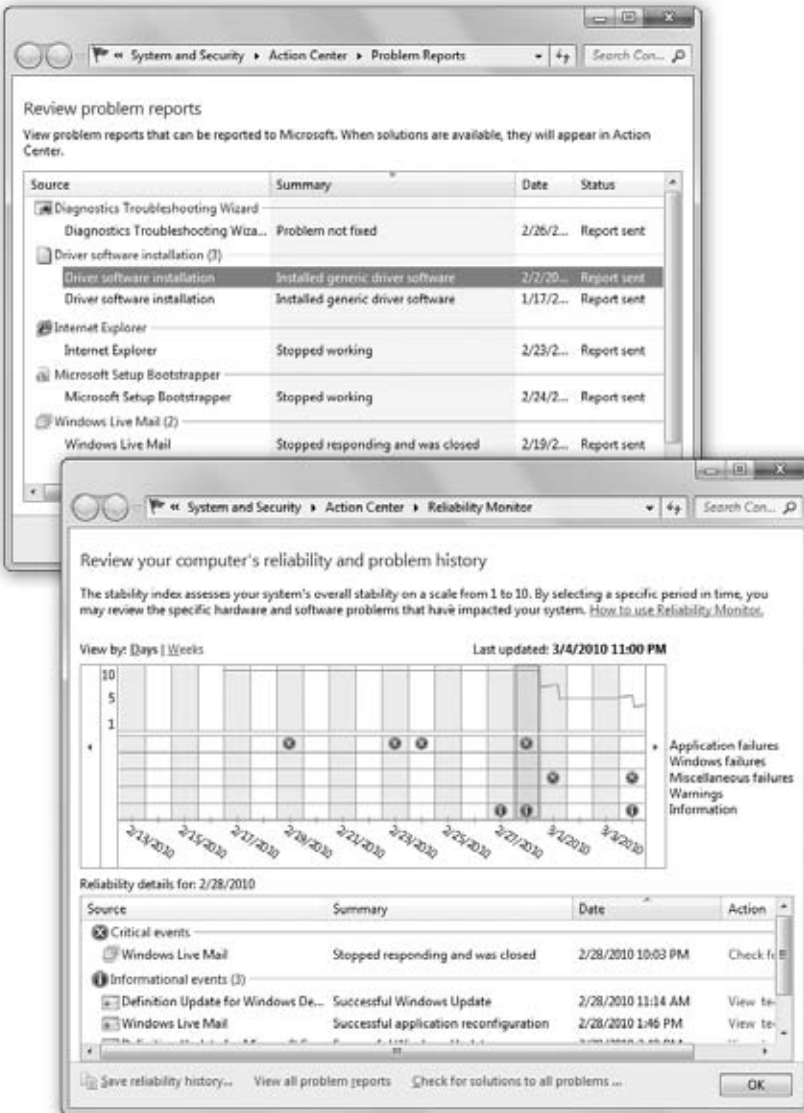 « System and Security ▸ Action Center ▸ Problem Reports
Search Con...
Review problem reports
View problem reports that can be reported to Microsoft. When solutions are available, they will appear in Action
Center.
Source Summary Date Status
Diagnostics Troubleshooting Wizard
Diagnostics Troubleshooting Wiza... Problem not fixed 2/26/2... Report sent
Driver software installation (3)
Driver software installation Installed generic driver software 2/2/20... Report sent
Driver software installation Installed generic driver software 1/17/2... Report sent
Internet Explorer
Internet Explorer Stopped working 2/23/2... Report sent
Microsoft Setup Bootstrapper
Microsoft Setup Bootstrapper Stopped working 2/24/2... Report sent
Windows Live Mail (2)
Windows Live Mail Stopped responding and was closed 2/19/2... Report sent
« System and Security ▸ Action Center ▸ Reliability Monitor
Search Con...
Review your computer's reliability and problem history
The stability index assesses your system's overall stability on a scale from 1 to 10. By selecting a specific period in time, you
may review the specific hardware and software problems that have impacted your system. How to use Reliability Monitor.
View by: Days | Weeks Last updated: 3/4/2010 11:00 PM
10
5
1
Application failures
Windows failures
Miscellaneous failures
Warnings
Information
2/13/2010 2/15/2010 2/17/2010 2/19/2010 2/21/2010 2/23/2010 2/25/2010 2/27/2010 3/1/2010 3/3/2010
Reliability details for: 2/28/2010
Source Summary Date Action
Critical events
Windows Live Mail Stopped responding and was closed 2/28/2010 10:03 PM Check f
Informational events (3)
Definition Update for Windows De... Successful Windows Update 2/28/2010 11:14 AM View te
Windows Live Mail Successful application reconfiguration 2/28/2010 1:46 PM View te
Save reliability history... View all problem reports Check for solutions to all problems ...
OK